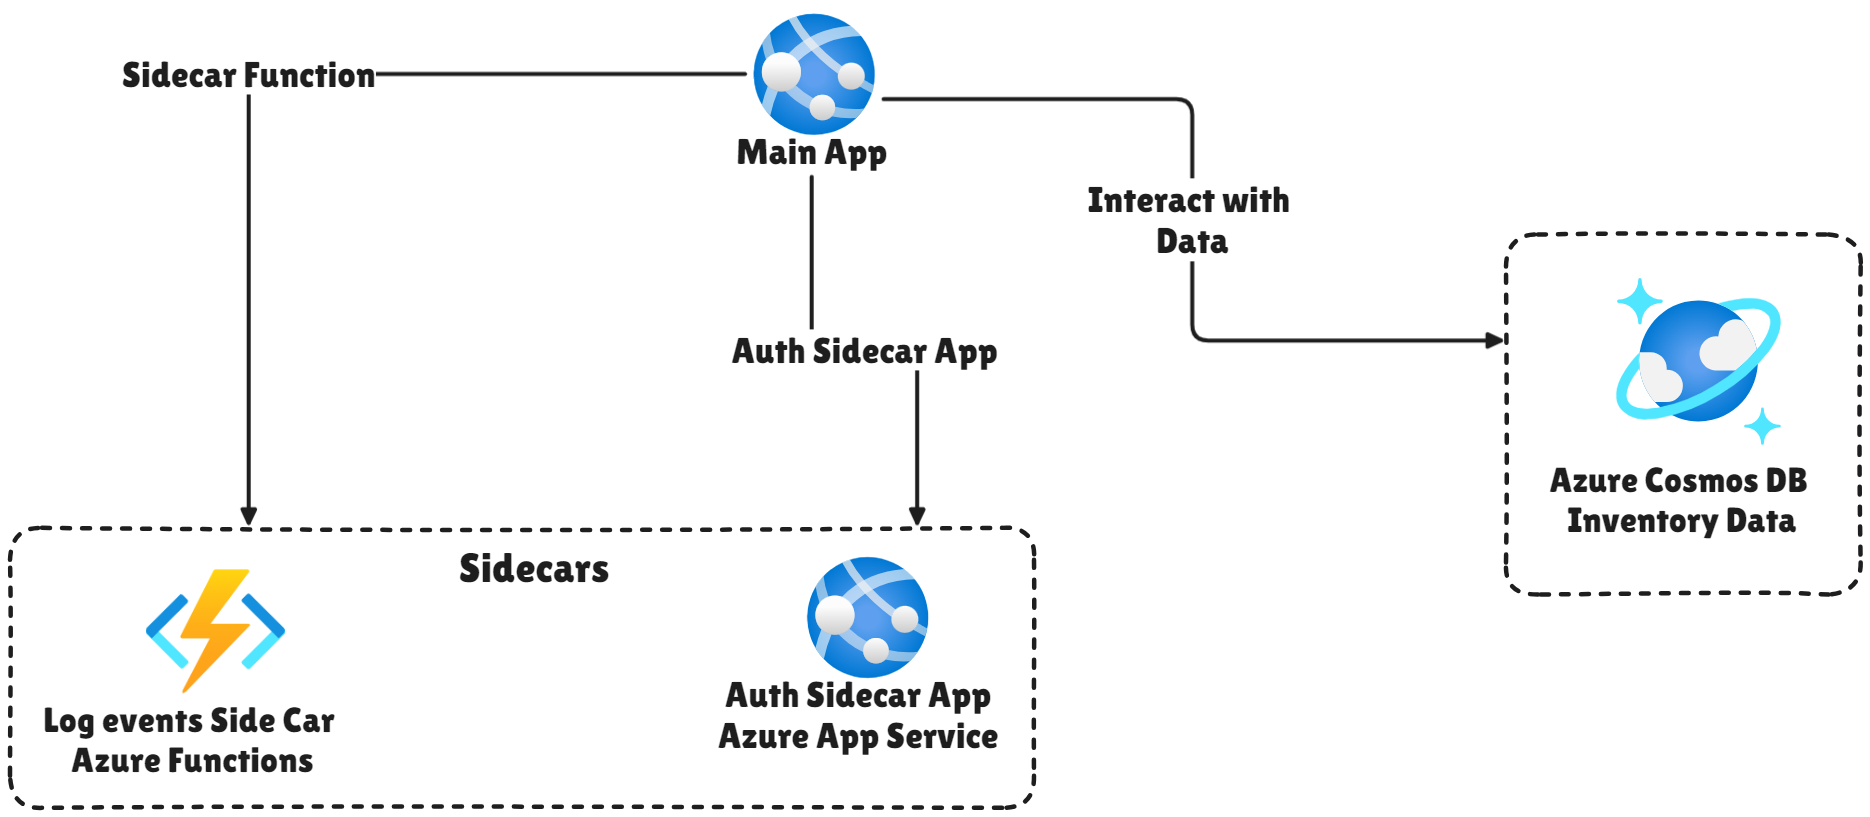 Sidecar Function
Main App
Interact with
Data
Auth Sidecar App
Azure Cosmos DB
Inventory Data
Sidecars
Log events Side Car
Azure Functions
Auth Sidecar App
Azure App Service